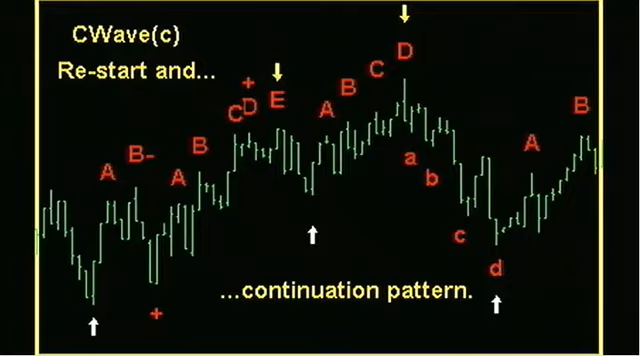 CWave(c)
Re-start and...
D
C
B
+
E
A
C D
B
B
B-
A
A
A
a
b
c
d
...continuation pattern.
+